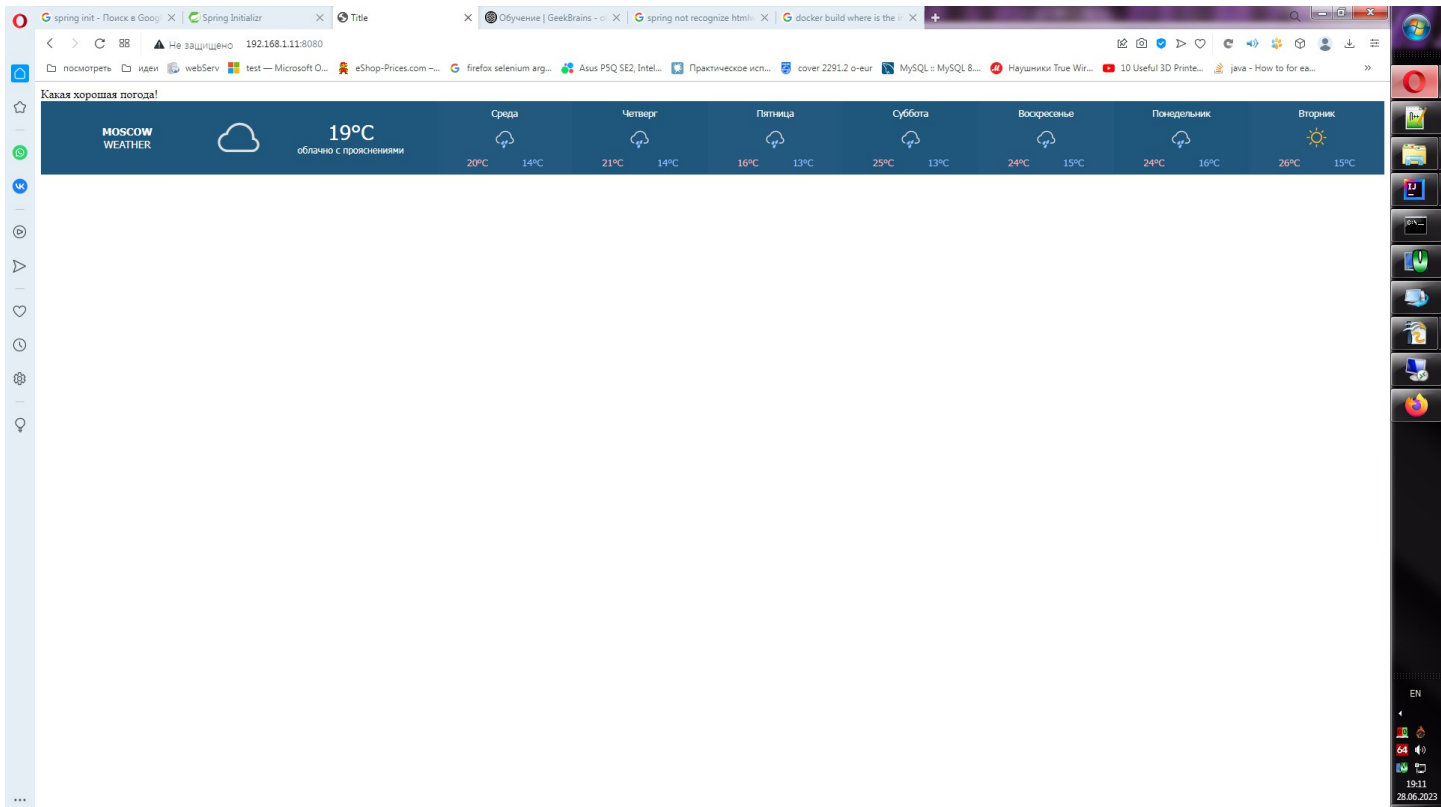 spring init - Поиск в Googl
Spring Initializr
Title
Обучение | GeekBrains - о
spring not recognize html
docker build where is the i
Не защищено 192.168.1.11:8080
посмотреть идеи webServ test — Microsoft O... eShop-Prices.com –... firefox selenium arg... Asus P5Q SE2, Intel... Практическое исп... cover 2291.2 o-eur MySQL :: MySQL 8.... Наушники True Wir... 10 Useful 3D Printe... java - How to for ea... »
Какая хорошая погода!
MOSCOW
WEATHER
19°C
облачно с прояснениями
Среда Четверг Пятница Суббота Воскресенье Понедельник Вторник
20°C 14°C 21°C 14°C 16°C 13°C 25°C 13°C 24°C 15°C 24°C 16°C 26°C 15°C
EN
64
19:11
28.06.2023